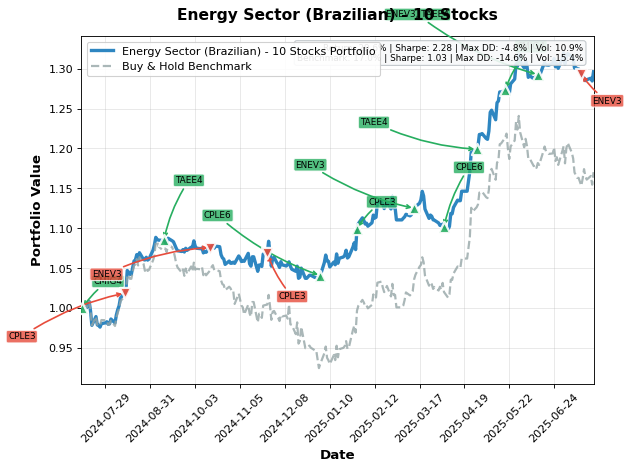 Energy Sector (Brazilian) - 10 Stocks
Energy Sector (Brazilian) - 10 Stocks Portfolio
Buy & Hold Benchmark
% | Sharpe: 2.28 | Max DD: -4.8% | Vol: 10.9%
| Sharpe: 1.03 | Max DD: -14.6% | Vol: 15.4%
ENEV3
TAEE4
ENEV3
TAEE4
CPLE6
CPLE6
CPLE3
ENEV3
CPLE3
CPLE3
ENEV3
Portfolio Value
1.30
1.25
1.20
1.15
1.10
1.05
1.00
0.95
2024-07-29
2024-08-31
2024-10-03
2024-11-05
2024-12-08
2025-01-10
2025-02-12
2025-03-17
2025-04-19
2025-05-22
2025-06-24
Date